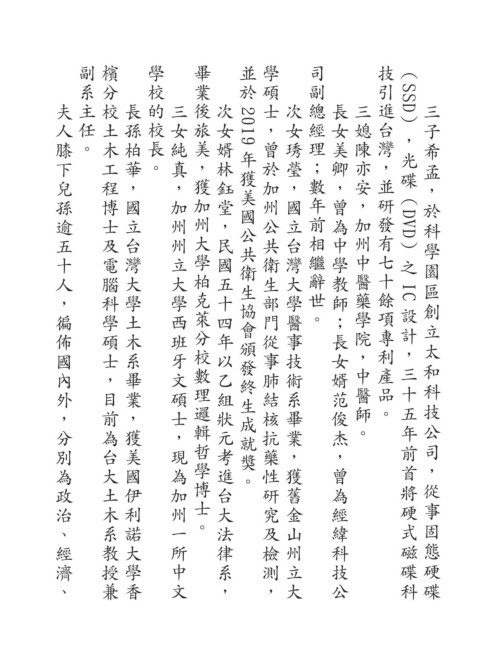 三子希孟，於科學園區創立太和科技公司，從事固態硬碟
（SSD），光碟（DVD）之IC設計，三十五年前首將硬式磁碟科
技引進台灣，並研發有七十餘項專利產品。
三媳陳亦安，加州中醫藥學院，中醫師。
長女美卿，曾為中學教師；長女婿范俊杰，曾為經緯科技公
司副總經理；數年前相繼辭世。
次女琇瑩，國立台灣大學醫事技術系畢業，獲舊金山州立大
學碩士，曾於加州公共衛生部門從事肺結核抗藥性研究及檢測，
並於2019年獲美國公共衛生協會頒發終生成就獎。
次女婿林鈺堂，民國五十四年以乙組狀元考進台大法律系，
畢業後旅美，獲加州大學柏克萊分校數理邏輯哲學博士。
三女純真，加州州立大學西班牙文碩士，現為加州一所中文
學校的校長。
長孫柏華，國立台灣大學土木系畢業，獲美國伊利諾大學香
檳分校土木工程博士及電腦科學碩士，目前為台大土木系教授兼
副系主任。
夫人膝下兒孫逾五十人，徧佈國內外，分別為政治、經濟、